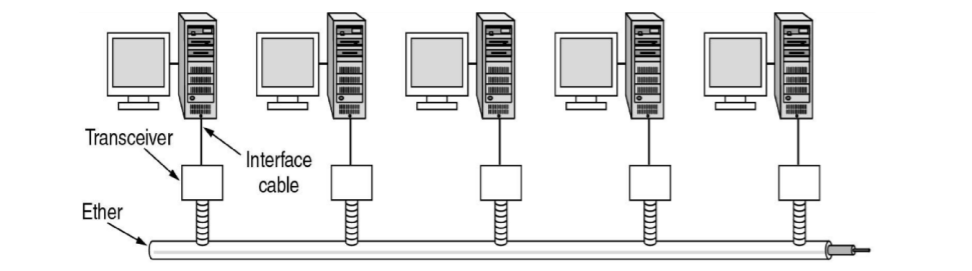 Transceiver
Interface
cable
Ether